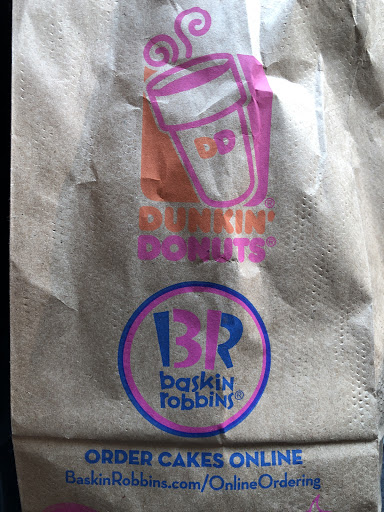 DD
DUNKIN'
DONUTS®
BR
baskin
robbins®
ORDER CAKES ONLINE
BaskinRobbins.com/OnlineOrdering